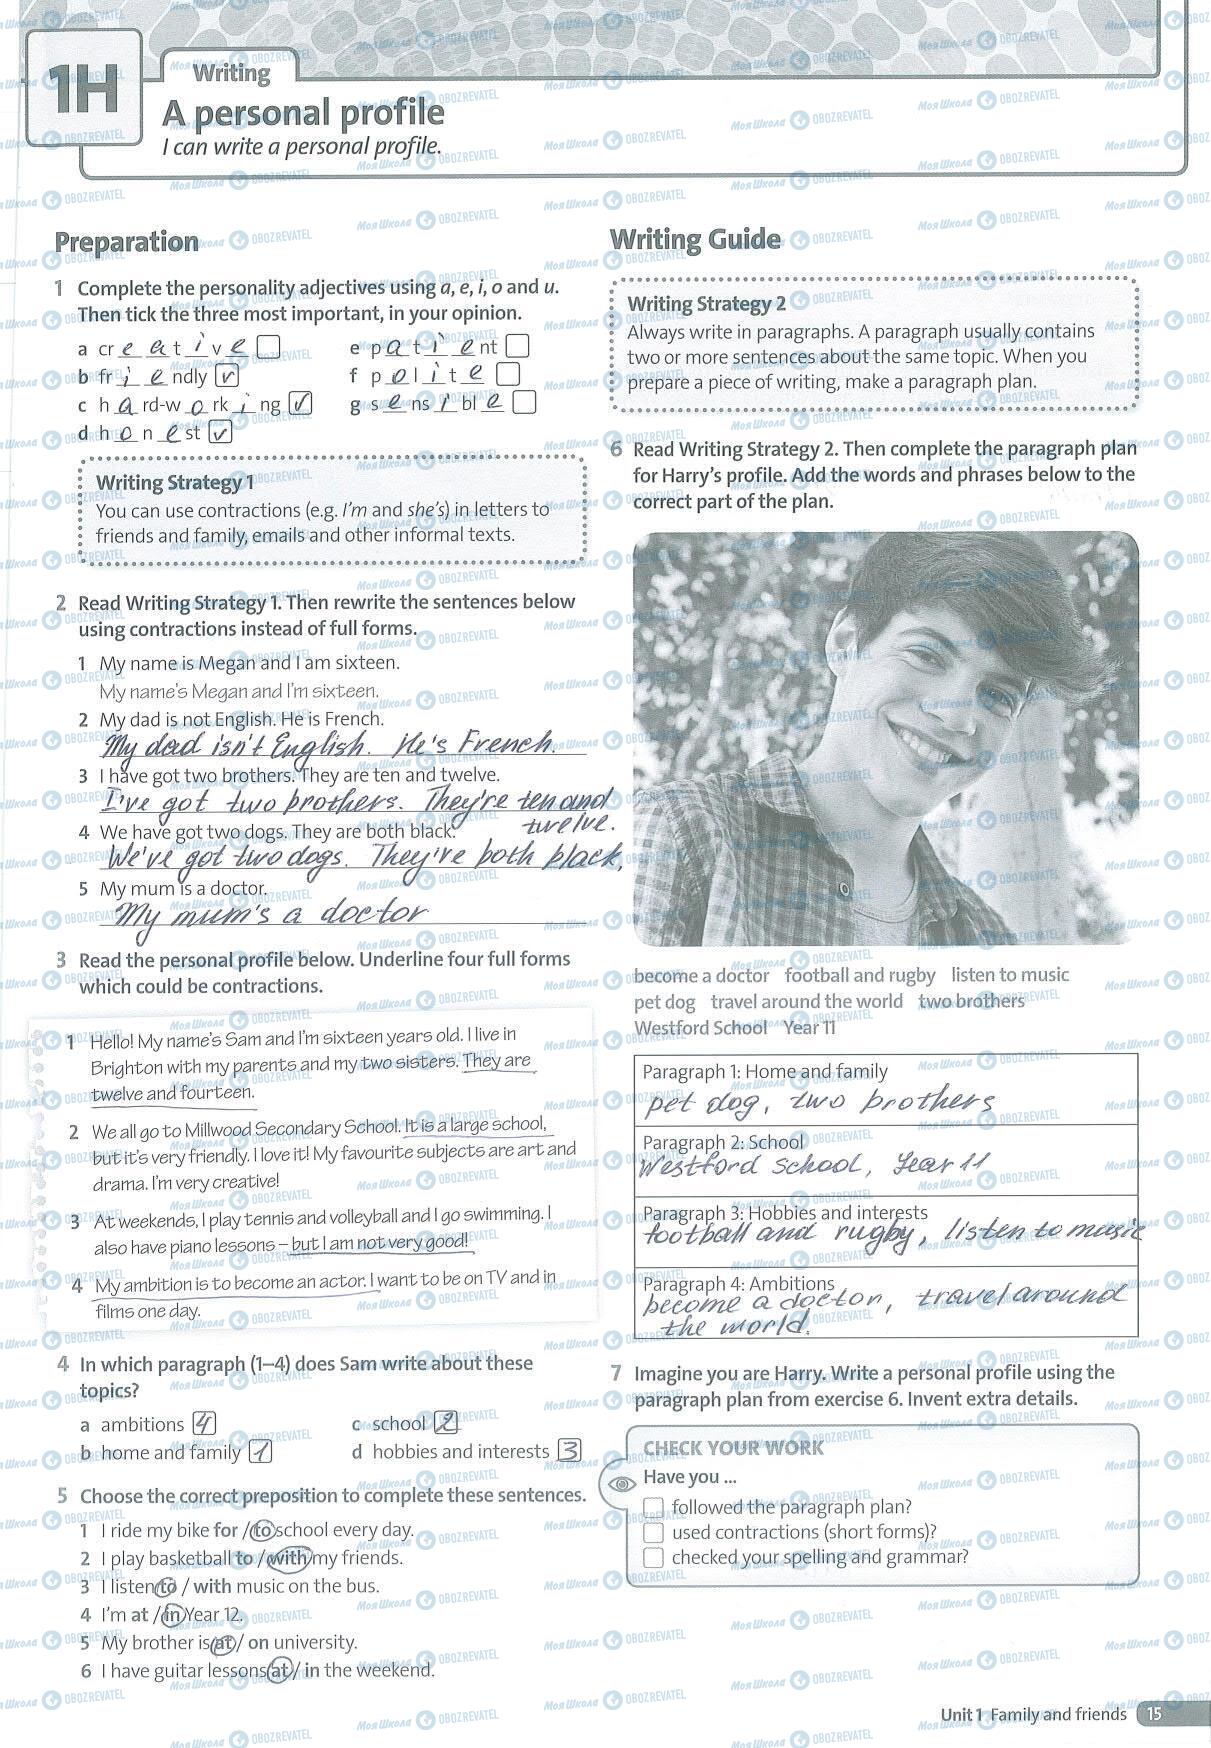 1H
Writing
A personal profile
I can write a personal profile.
Preparation
1 Complete the personality adjectives using a, e, i, o and u.
Then tick the three most important, in your opinion.
a cr e a t i v e
b fr i e ndly ✓
c h a rd-w o rk i ng ✓
d h o n e st ✓
e p a t i e nt
f p o l i t e
g s e ns i bl e
Writing Strategy 1
You can use contractions (e.g. I'm and she's) in letters to
friends and family, emails and other informal texts.
2 Read Writing Strategy 1. Then rewrite the sentences below
using contractions instead of full forms.
1 My name is Megan and I am sixteen.
My name's Megan and I'm sixteen.
2 My dad is not English. He is French.
My dad isn't English. He's French.
3 I have got two brothers. They are ten and twelve.
I've got two brothers. They're ten and
twelve.
4 We have got two dogs. They are both black.
We've got two dogs. They're both black,
5 My mum is a doctor.
My mum's a doctor
3 Read the personal profile below. Underline four full forms
which could be contractions.
1 Hello! My name's Sam and I'm sixteen years old. I live in
Brighton with my parents and my two sisters. They are
twelve and fourteen.
2 We all go to Millwood Secondary School. It is a large school,
but it's very friendly. I love it! My favourite subjects are art and
drama. I'm very creative!
3 At weekends, I play tennis and volleyball and I go swimming. I
also have piano lessons – but I am not very good!
4 My ambition is to become an actor. I want to be on TV and in
films one day.
4 In which paragraph (1–4) does Sam write about these
topics?
a ambitions 4
b home and family 1
c school 2
d hobbies and interests 3
5 Choose the correct preposition to complete these sentences.
1 I ride my bike for / to school every day.
2 I play basketball to / with my friends.
3 I listen to / with music on the bus.
4 I'm at / in Year 12.
5 My brother is at / on university.
6 I have guitar lessons at / in the weekend.
Writing Guide
Writing Strategy 2
Always write in paragraphs. A paragraph usually contains
two or more sentences about the same topic. When you
prepare a piece of writing, make a paragraph plan.
6 Read Writing Strategy 2. Then complete the paragraph plan
for Harry's profile. Add the words and phrases below to the
correct part of the plan.
become a doctor football and rugby listen to music
pet dog travel around the world two brothers
Westford School Year 11
Paragraph 1: Home and family
pet dog, two brothers
Paragraph 2: School
Westford School, Year 11
Paragraph 3: Hobbies and interests
football and rugby, listen to music
Paragraph 4: Ambitions
become a doctor, travel around
the world.
7 Imagine you are Harry. Write a personal profile using the
paragraph plan from exercise 6. Invent extra details.
CHECK YOUR WORK
Have you ...
followed the paragraph plan?
used contractions (short forms)?
checked your spelling and grammar?
Unit 1 Family and friends 15
Моя Школа OBOZREVATEL